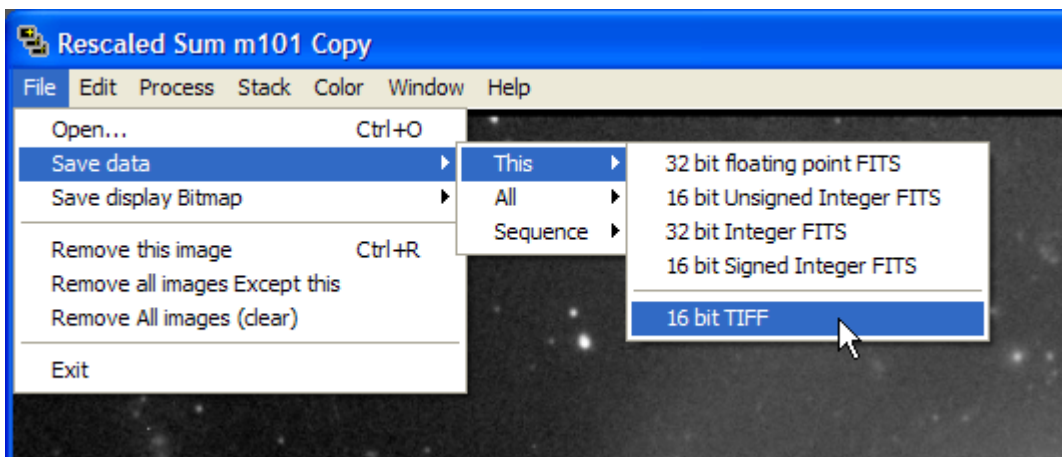 Rescaled Sum m101 Copy
File Edit Process Stack Color Window Help
Open... Ctrl+O
Save data
Save display Bitmap
Remove this image Ctrl+R
Remove all images Except this
Remove All images (clear)
Exit
This
All
Sequence
32 bit floating point FITS
16 bit Unsigned Integer FITS
32 bit Integer FITS
16 bit Signed Integer FITS
16 bit TIFF